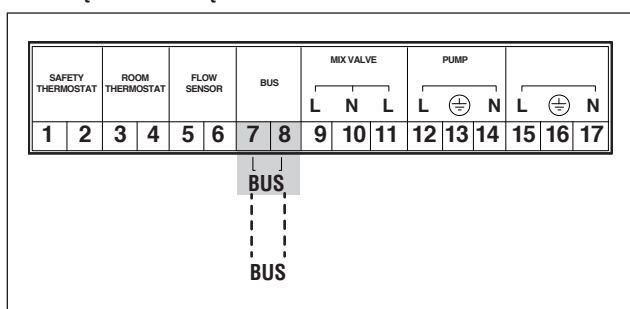 SAFETY THERMOSTAT ROOM THERMOSTAT FLOW SENSOR BUS MIX VALVE PUMP
L N L L N L N
1 2 3 4 5 6 7 8 9 10 11 12 13 14 15 16 17
BUS
BUS